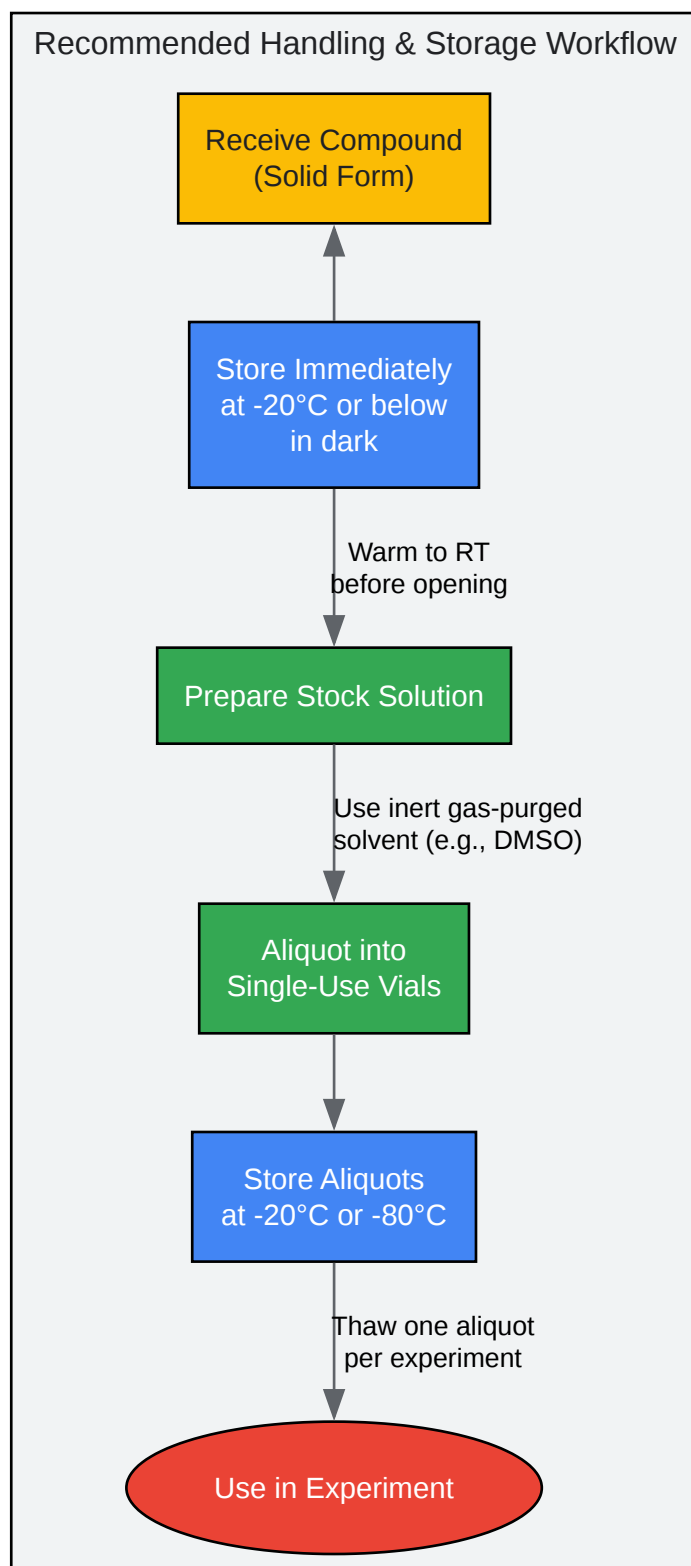 Recommended Handling & Storage Workflow
Receive Compound
(Solid Form)
Store Immediately
at -20°C or below
in dark
Warm to RT
before opening
Prepare Stock Solution
Use inert gas-purged
solvent (e.g., DMSO)
Aliquot into
Single-Use Vials
Store Aliquots
at -20°C or -80°C
Thaw one aliquot
per experiment
Use in Experiment